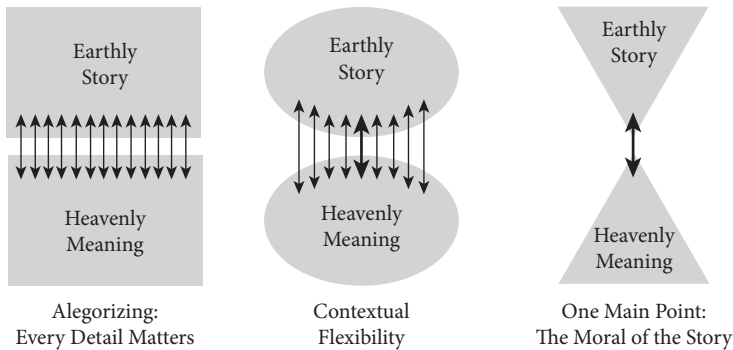 Earthly
Story
Heavenly
Meaning
Alegorizing:
Every Detail Matters
Earthly
Story
Heavenly
Meaning
Contextual
Flexibility
Earthly
Story
Heavenly
Meaning
One Main Point:
The Moral of the Story